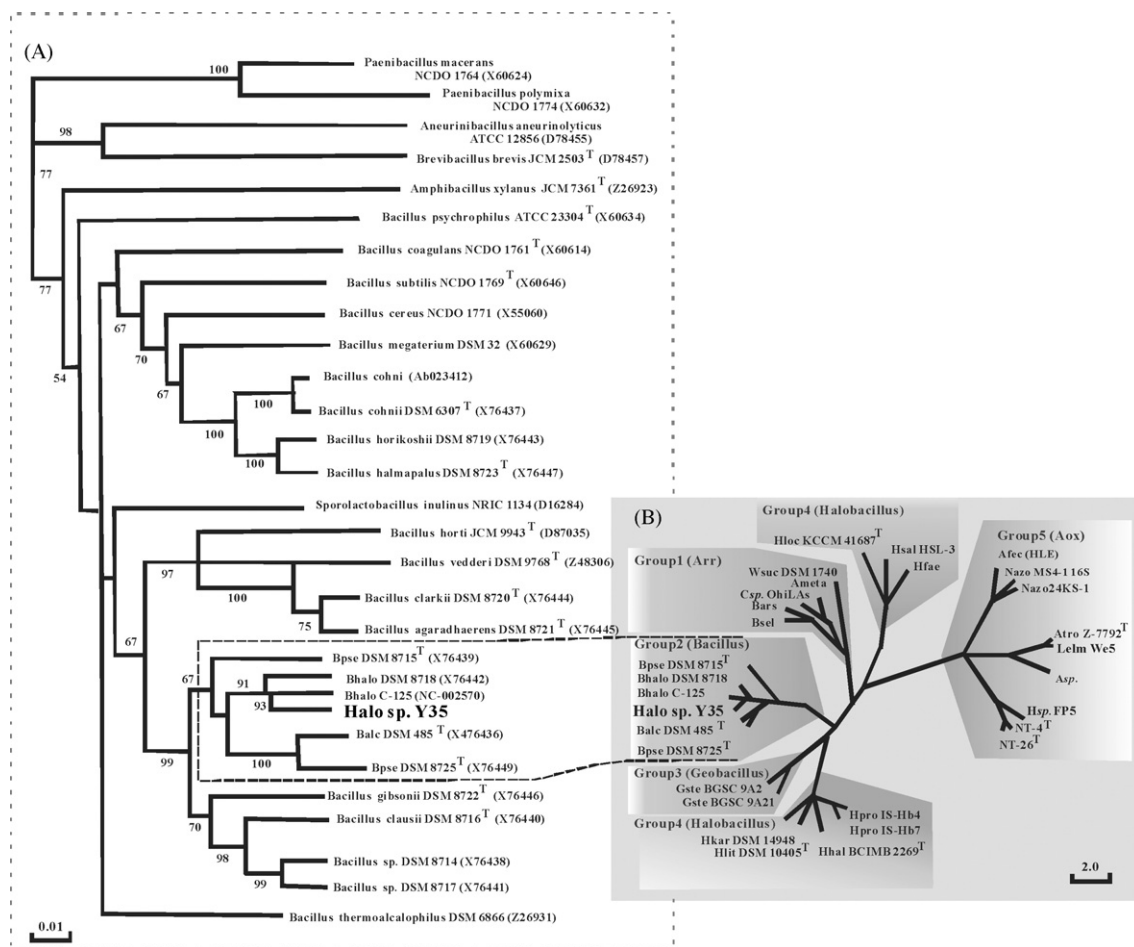 (A)
100
Paenibacillus macerans
NCDO 1764 (X60624)
Paenibacillus polymixa
NCDO 1774 (X60632)
98
Aneurinibacillus aneurinolyticus
ATCC 12856 (D78455)
Brevibacillus brevis JCM 2503 T (D78457)
77
Amphibacillus xylanus JCM 7361 T (Z26923)
Bacillus psychrophilus ATCC 23304 T (X60634)
Bacillus coagulans NCDO 1761 T (X60614)
77
Bacillus subtilis NCDO 1769 T (X60646)
67
Bacillus cereus NCDO 1771 (X55060)
70
Bacillus megaterium DSM 32 (X60629)
54
67
Bacillus cohni (Ab023412)
100
Bacillus cohnii DSM 6307 T (X76437)
100
Bacillus horikoshii DSM 8719 (X76443)
100
Bacillus halmapalus DSM 8723 T (X76447)
Sporolactobacillus inulinus NRIC 1134 (D16284)
Bacillus horti JCM 9943 T (D87035)
97
Bacillus vedderi DSM 9768 T (Z48306)
100
Bacillus clarkii DSM 8720 T (X76444)
75
Bacillus agaradhaerens DSM 8721 T (X76445)
67
Bpse DSM 8715 T (X76439)
67
91
Bhalo DSM 8718 (X76442)
Bhalo C-125 (NC-002570)
93
Halo sp. Y35
Balc DSM 485 T (X476436)
100
Bpse DSM 8725 T (X76449)
99
Bacillus gibsonii DSM 8722 T (X76446)
70
Bacillus clausii DSM 8716 T (X76440)
98
Bacillus sp. DSM 8714 (X76438)
99
Bacillus sp. DSM 8717 (X76441)
Bacillus thermoalcalophilus DSM 6866 (Z26931)
0.01
(B)
Group4 (Halobacillus)
Hloc KCCM 41687 T
Hsal HSL-3
Hfae
Group5 (Aox)
Afec (HLE)
Nazo MS4-116S
Nazo24KS-1
Atro Z-7792 T
Lelm We5
Asp.
Hsp. FP5
NT-4 T
NT-26 T
Group1 (Arr)
Wsuc DSM 1740
Ameta
Csp. OhiLAs
Bars
Bsel
Group2 (Bacillus)
Bpse DSM 8715 T
Bhalo DSM 8718
Bhalo C-125
Halo sp. Y35
Balc DSM 485 T
Bpse DSM 8725 T
Group3 (Geobacillus)
Gste BGSC 9A2
Gste BGSC 9A21
Group4 (Halobacillus)
Hpro IS-Hb4
Hpro IS-Hb7
Hkar DSM 14948
Hlit DSM 10405 T
Hhal BCIMB 2269 T
2.0